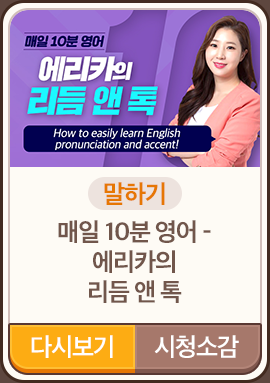 매일 10분 영어
에리카의
리듬 앤 톡
How to easily learn English
pronunciation and accent!
말하기
매일 10분 영어 -
에리카의
리듬 앤 톡
다시보기
시청소감